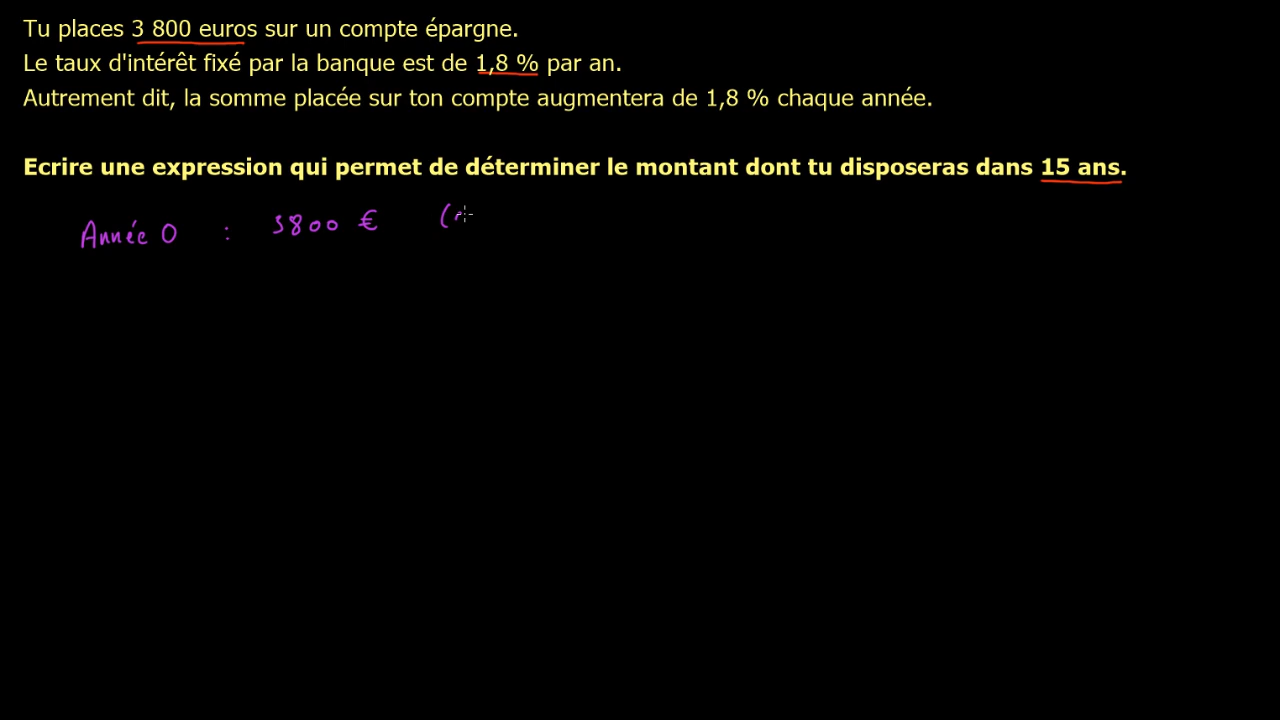 Tu places 3 800 euros sur un compte épargne.
Le taux d'intérêt fixé par la banque est de 1,8 % par an.
Autrement dit, la somme placée sur ton compte augmentera de 1,8 % chaque année.
Ecrire une expression qui permet de déterminer le montant dont tu disposeras dans 15 ans.
Année 0 : 3800 € (